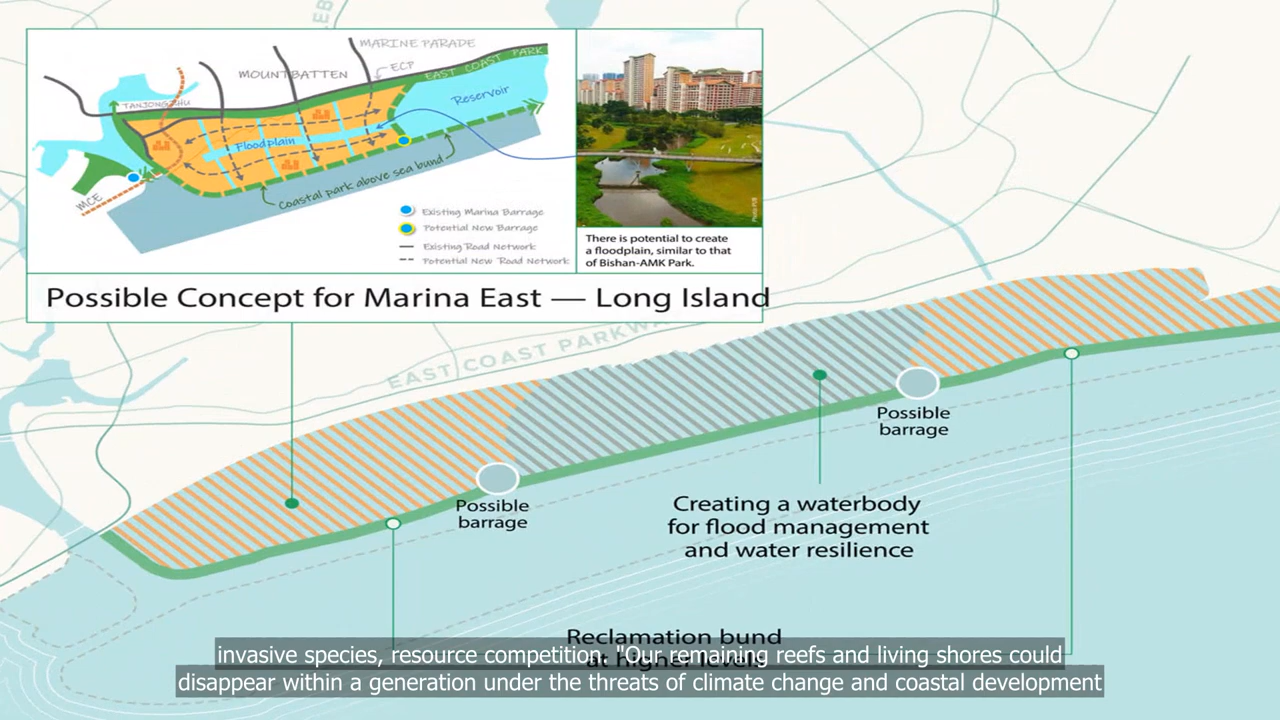 MARINE PARADE
MOUNTBATTEN
ECP
EAST COAST PARK
TANJONG RHU
Reservoir
Floodplain
Coastal park above sea bund
MCE
Existing Marina Barrage
Potential New Barrage
Existing Road Network
Potential New Road Network
There is potential to create
a floodplain, similar to that
of Bishan-AMK Park.
Possible Concept for Marina East — Long Island
EAST COAST PARKWA
Possible
barrage
Possible
barrage
Creating a waterbody
for flood management
and water resilience
Reclamation bund
at higher levels
invasive species, resource competition. "Our remaining reefs and living shores could
disappear within a generation under the threats of climate change and coastal development